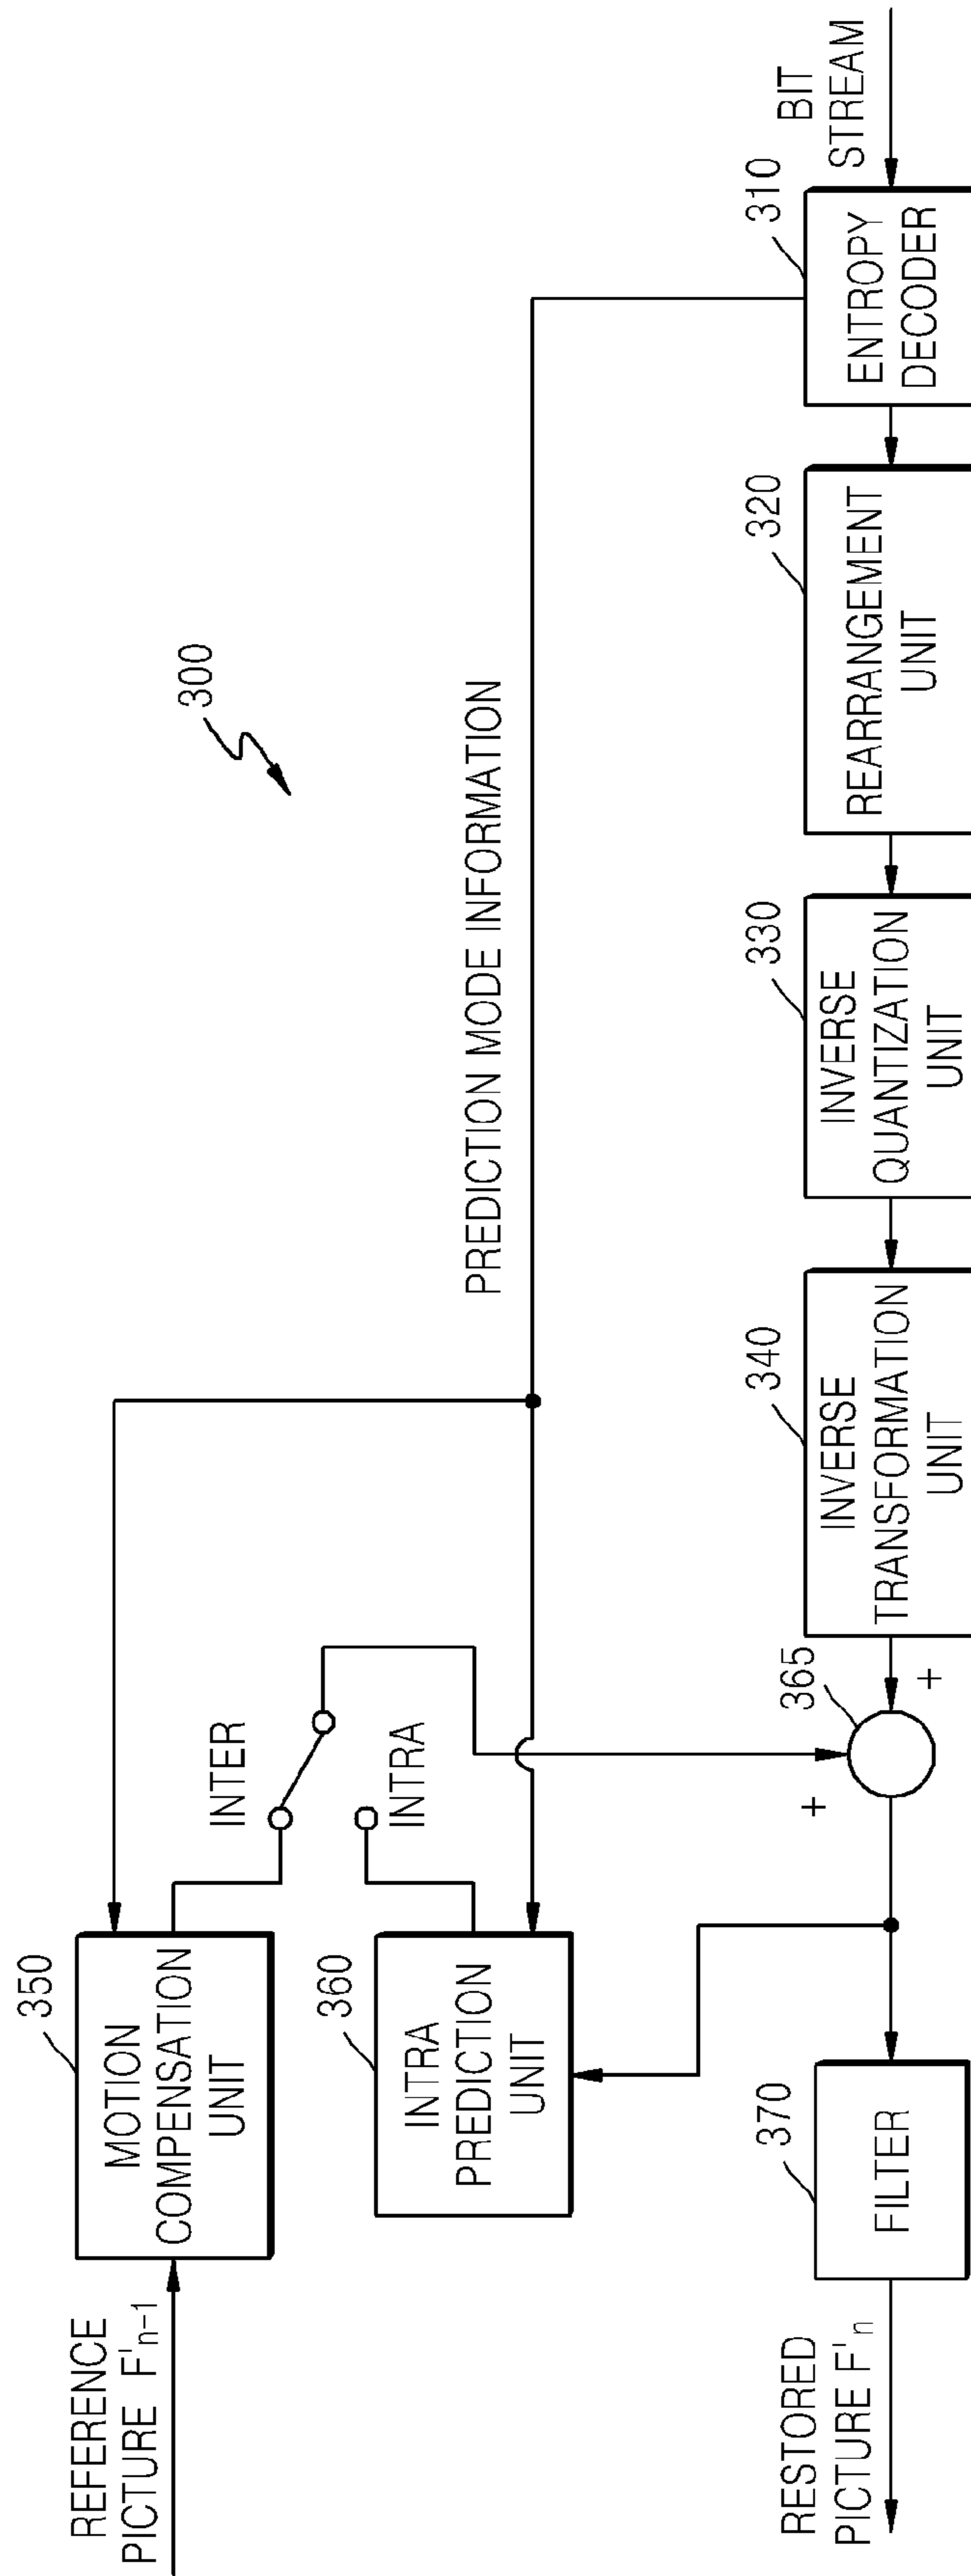 300
REFERENCE
PICTURE F'n-1
350
MOTION
COMPENSATION
UNIT
INTER
INTRA
360
INTRA
PREDICTION
UNIT
PREDICTION MODE INFORMATION
RESTORED
PICTURE F'n
370
FILTER
365
+
+
340
INVERSE
TRANSFORMATION
UNIT
330
INVERSE
QUANTIZATION
UNIT
320
REARRANGEMENT
UNIT
310
ENTROPY
DECODER
BIT
STREAM